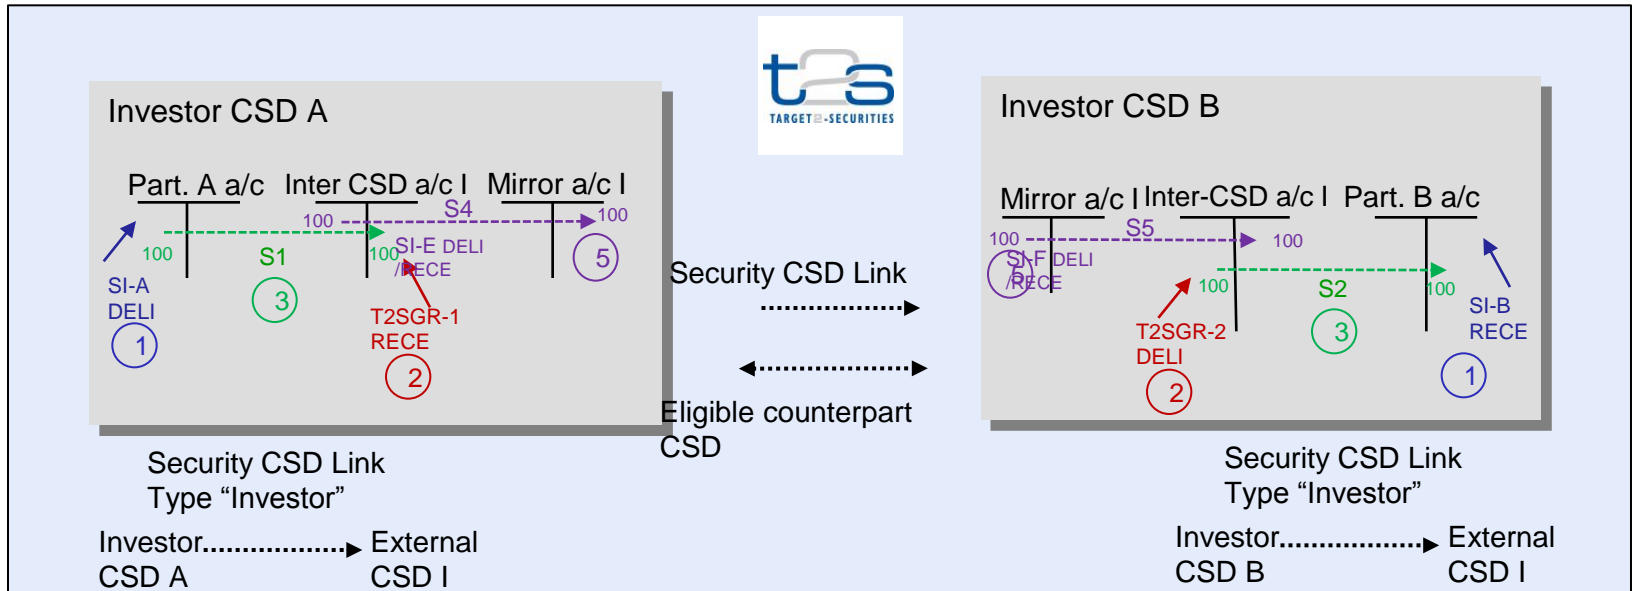 t2s
TARGET2-SECURITIES
Investor CSD A
Part. A a/c Inter CSD a/c I Mirror a/c I
S4
100 100
100 S1 100 SI-E DELI
/RECE
5
SI-A
DELI
3
1
T2SGR-1
RECE
2
Security CSD Link
Eligible counterpart
CSD
Investor CSD B
Mirror a/c I Inter-CSD a/c I Part. B a/c
100 S5 100
SI-F DELI
/RECE
5
100 S2 100
T2SGR-2
DELI
2
3
SI-B
RECE
1
Security CSD Link
Type “Investor”
Investor External
CSD A CSD I
Security CSD Link
Type “Investor”
Investor External
CSD B CSD I